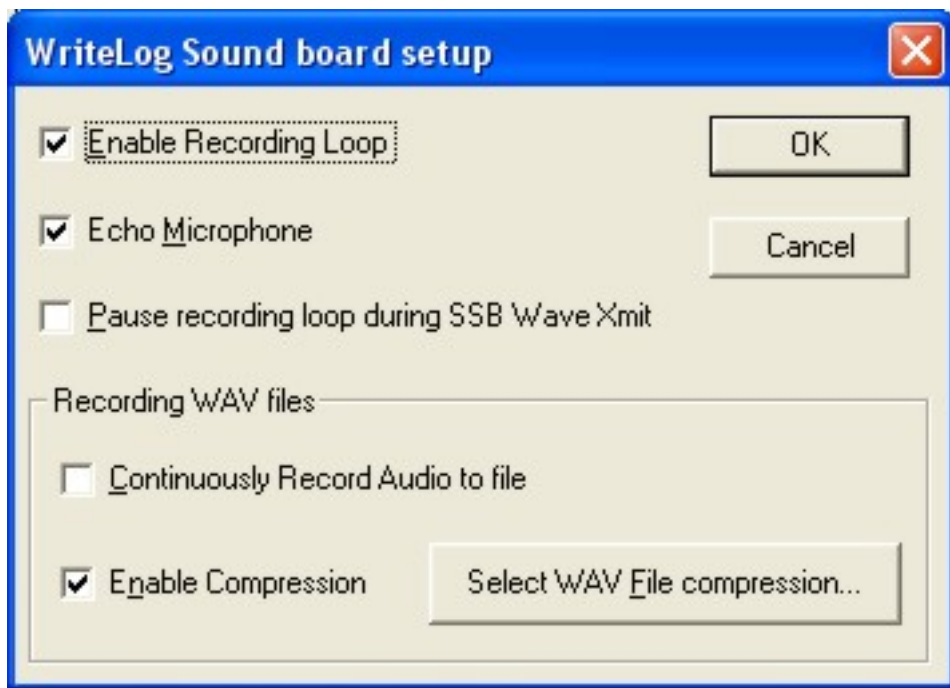 WriteLog Sound board setup
Enable Recording Loop
OK
Echo Microphone
Cancel
Pause recording loop during SSB Wave Xmit
Recording WAV files
Continuously Record Audio to file
Enable Compression
Select WAV File compression...